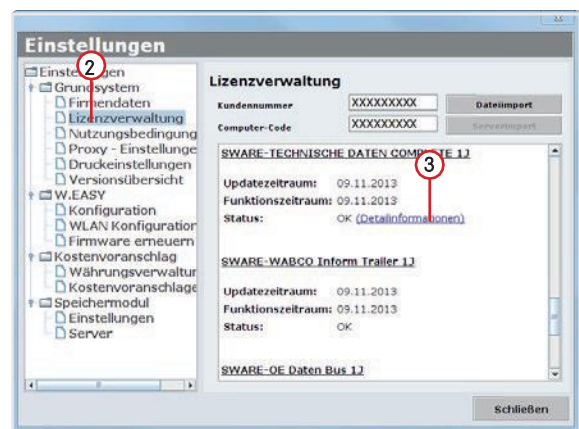 Einstellungen
Grundsystem
Firmendaten
Lizenzverwaltung
Nutzungsbedingung
Proxy - Einstellunge
Druckeinstellungen
Versionsübersicht
W.EASY
Konfiguration
WLAN Konfiguration
Firmware erneuern
Kostenvoranschlag
Währungsverwaltur
Kostenvoranschlage
Speichermodul
Einstellungen
Server
2
Lizenzverwaltung
Kundennummer XXXXXXXXX Dateiimport
Computer-Code XXXXXXXXX Serverimport
SWARE-TECHNISCHE DATEN COMPLETE 1J
3
Updatezeitraum: 09.11.2013
Funktionszeitraum: 09.11.2013
Status: OK (Detailinformationen)
SWARE-WABCO Inform Trailer 1J
Updatezeitraum: 09.11.2013
Funktionszeitraum: 09.11.2013
Status: OK
SWARE-OE Daten Bus 1J
Schließen